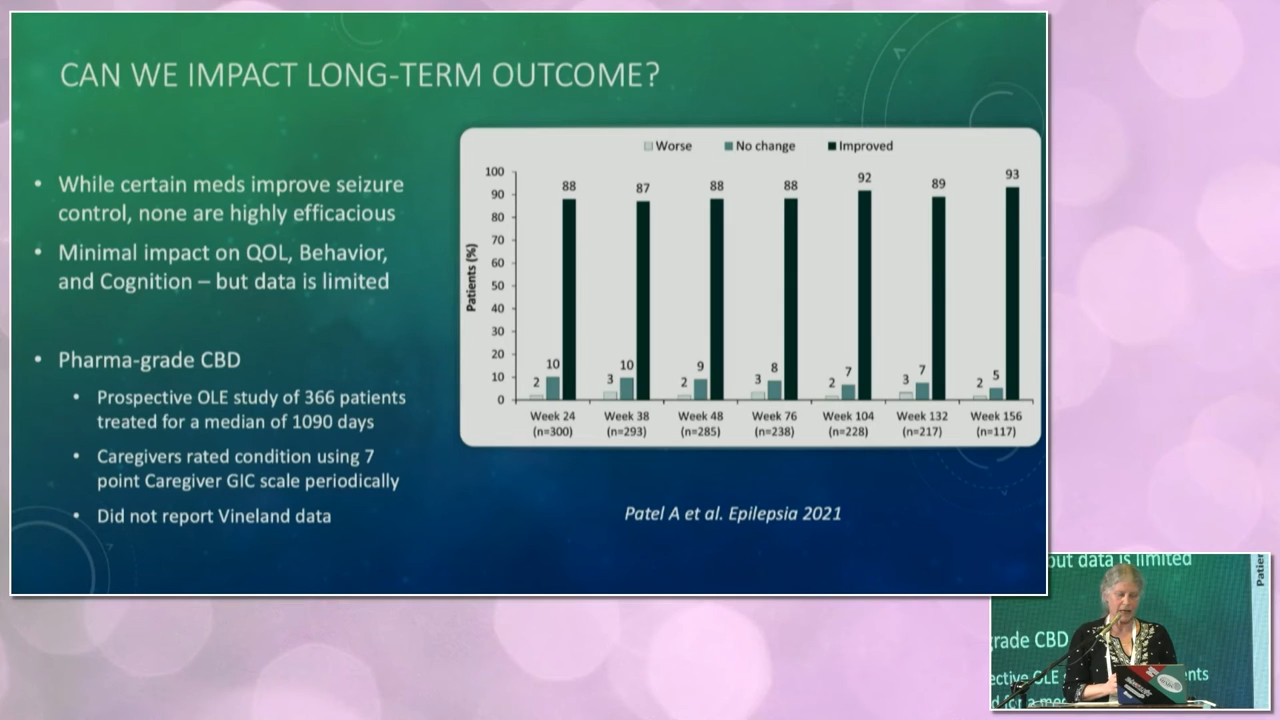 CAN WE IMPACT LONG-TERM OUTCOME?
• While certain meds improve seizure
control, none are highly efficacious
• Minimal impact on QOL, Behavior,
and Cognition – but data is limited
• Pharma-grade CBD
• Prospective OLE study of 366 patients
treated for a median of 1090 days
• Caregivers rated condition using 7
point Caregiver GIC scale periodically
• Did not report Vineland data
Worse No change Improved
Patients (%)
100
90
80
70
60
50
40
30
20
10
0
2 10 88
3 10 87
2 9 88
3 8 88
2 7 92
3 7 89
2 5 93
Week 24 Week 38 Week 48 Week 76 Week 104 Week 132 Week 156
(n=300) (n=293) (n=285) (n=238) (n=228) (n=217) (n=117)
Patel A et al. Epilepsia 2021
but data is limited
Patie
grade CBD
ective OLE
nts